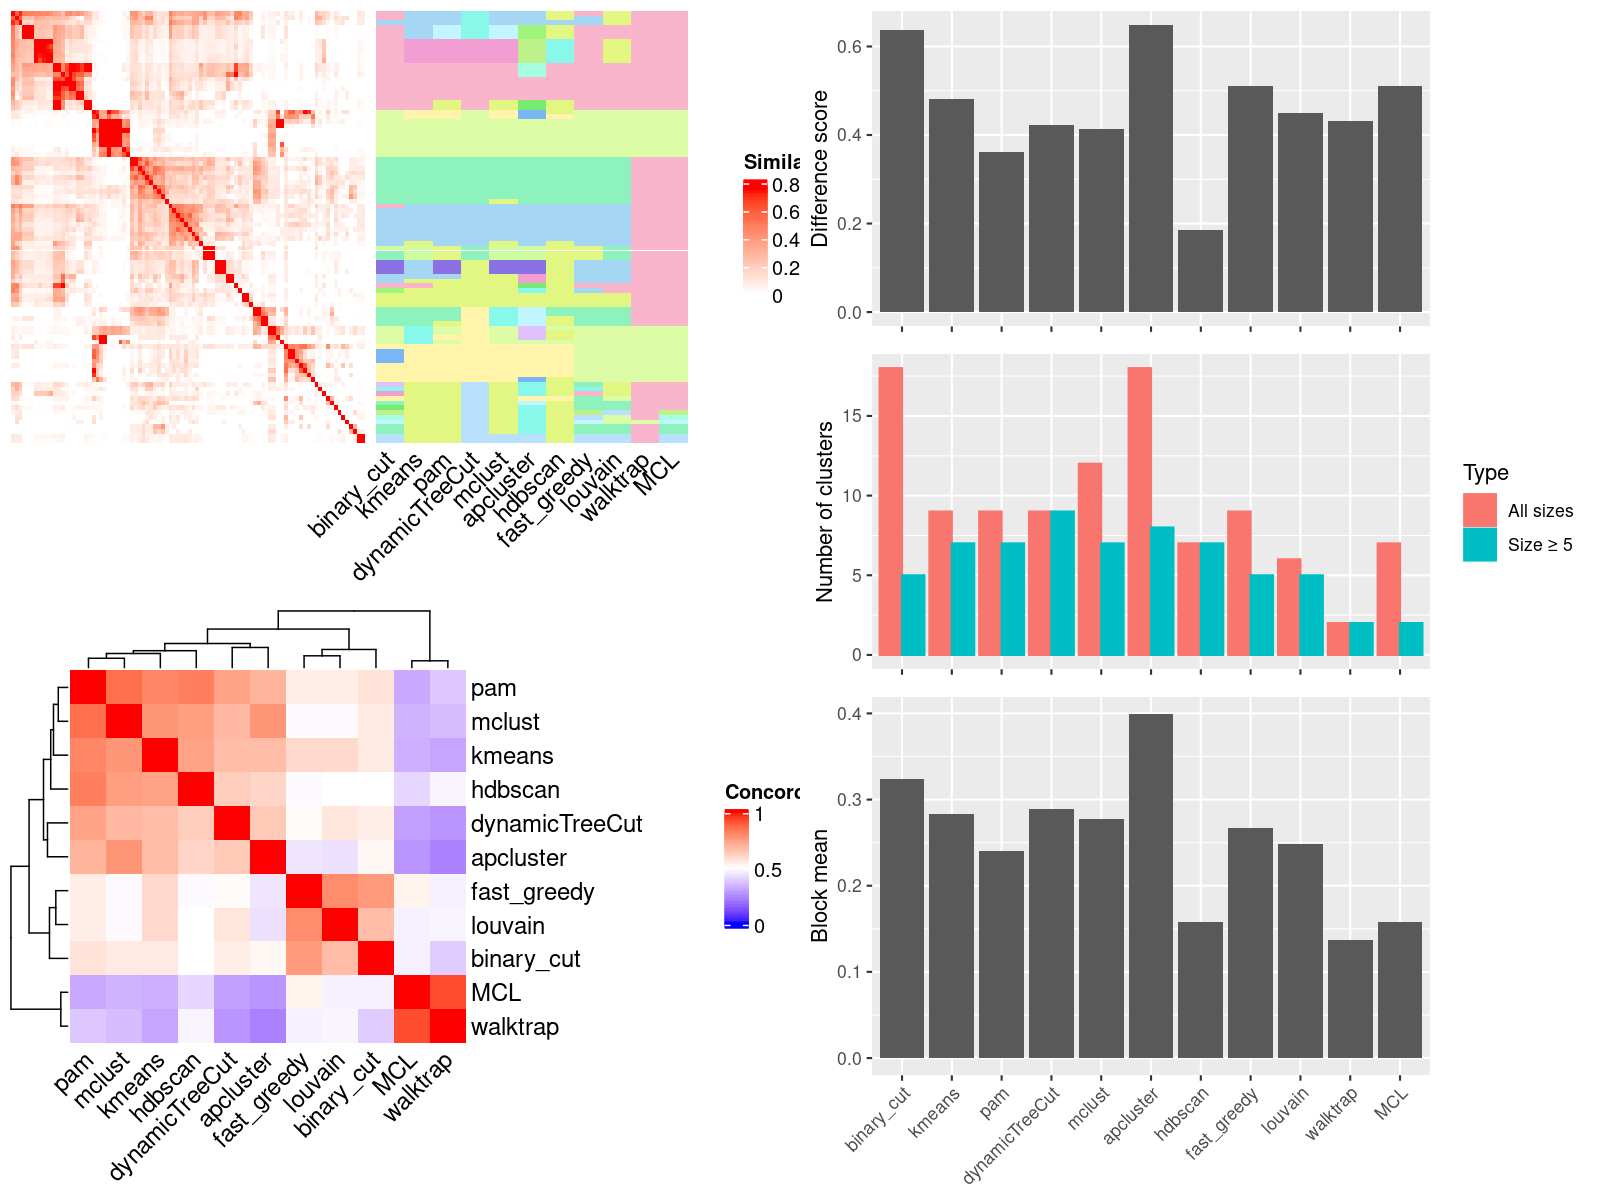 Simila
0.8
0.6
0.4
0.2
0
binary_cut
kmeans
pam
dynamicTreeCut
mclust
apcluster
hdbscan
fast_greedy
louvain
walktrap
MCL
pam
mclust
kmeans
hdbscan
dynamicTreeCut
apcluster
fast_greedy
louvain
binary_cut
MCL
walktrap
pam
mclust
kmeans
hdbscan
dynamicTreeCut
apcluster
fast_greedy
louvain
binary_cut
MCL
walktrap
Concord
1
0.5
0
Difference score
0.6
0.4
0.2
0.0
Number of clusters
15
10
5
0
Type
All sizes
Size ≥ 5
Block mean
0.4
0.3
0.2
0.1
0.0
binary_cut
kmeans
pam
dynamicTreeCut
mclust
apcluster
hdbscan
fast_greedy
louvain
walktrap
MCL